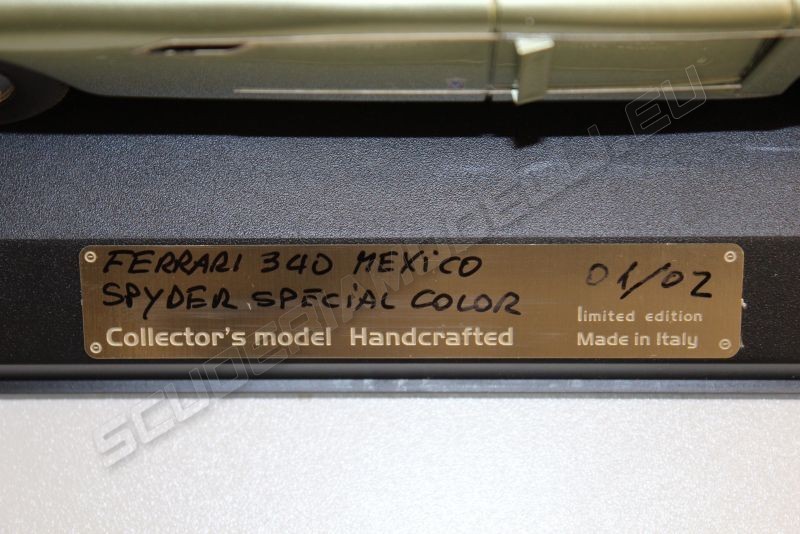 FERRARI 340 MEXICO
SPYDER SPECIAL COLOR
01/02
limited edition
Collector's model Handcrafted
Made in Italy
SCUDERIAMODELLI.EU